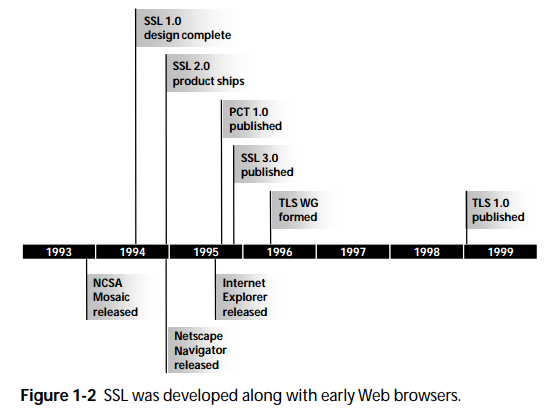 SSL 1.0
design complete
SSL 2.0
product ships
PCT 1.0
published
SSL 3.0
published
TLS WG
formed
TLS 1.0
published
1993 1994 1995 1996 1997 1998 1999
NCSA
Mosaic
released
Internet
Explorer
released
Netscape
Navigator
released
Figure 1-2 SSL was developed along with early Web browsers.